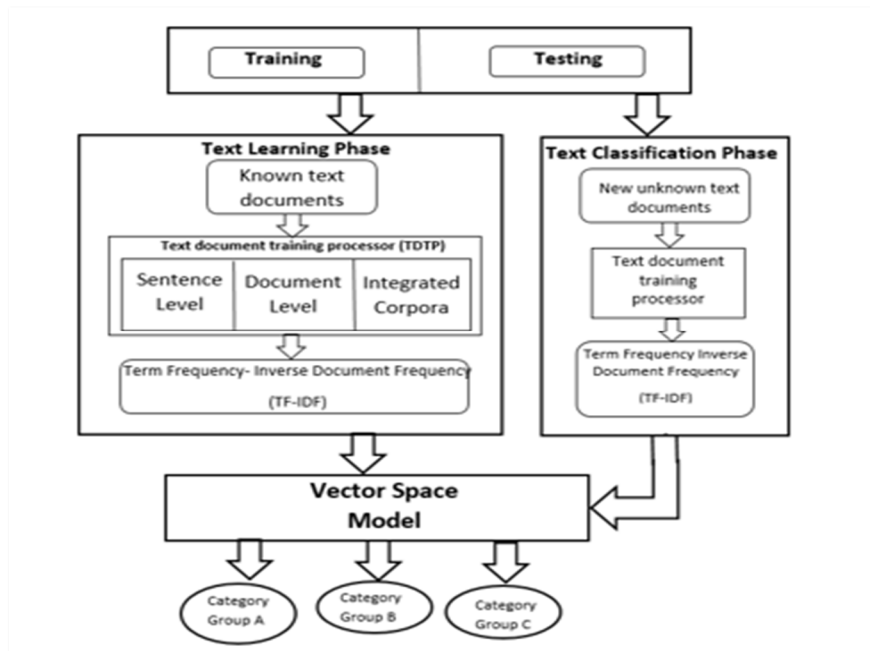 Training
Testing
Text Learning Phase
Known text
documents
Text document training processor (TDTP)
Sentence
Level
Document
Level
Integrated
Corpora
Term Frequency- Inverse Document Frequency
(TF-IDF)
Text Classification Phase
New unknown text
documents
Text document
training
processor
Term Frequency Inverse
Document Frequency
(TF-IDF)
Vector Space
Model
Category
Group A
Category
Group B
Category
Group C